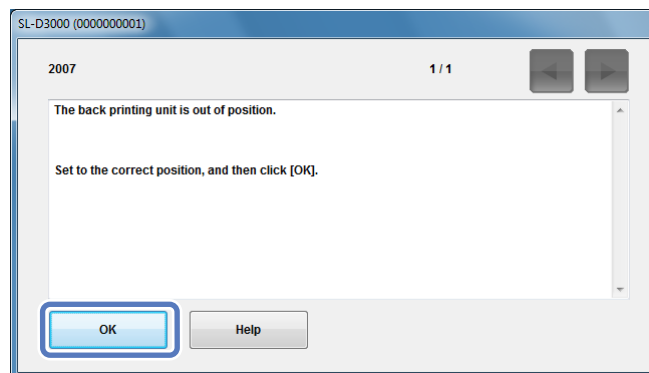 SL-D3000 (0000000001)
2007 1 / 1
The back printing unit is out of position.
Set to the correct position, and then click [OK].
OK Help